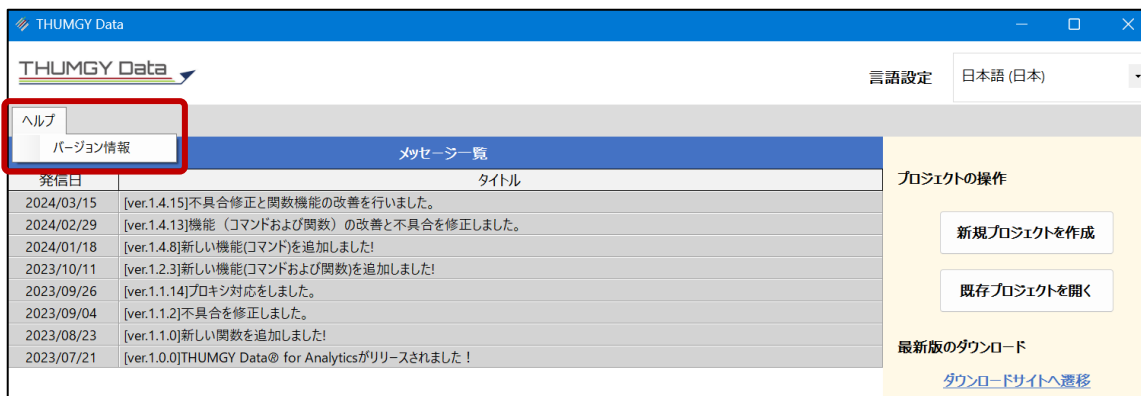 THUMGY Data
THUMGY Data
言語設定 日本語 (日本)
ヘルプ
バージョン情報
メッセージ一覧
発信日 タイトル
2024/03/15 [ver.1.4.15]不具合修正と関数機能の改善を行いました。
2024/02/29 [ver.1.4.13]機能（コマンドおよび関数）の改善と不具合を修正しました。
2024/01/18 [ver.1.4.8]新しい機能(コマンド)を追加しました!
2023/10/11 [ver.1.2.3]新しい機能(コマンドおよび関数)を追加しました!
2023/09/26 [ver.1.1.14]プロキシ対応をしました。
2023/09/04 [ver.1.1.2]不具合を修正しました。
2023/08/23 [ver.1.1.0]新しい関数を追加しました!
2023/07/21 [ver.1.0.0]THUMGY Data® for Analyticsがリリースされました！
プロジェクトの操作
新規プロジェクトを作成
既存プロジェクトを開く
最新版のダウンロード
ダウンロードサイトへ遷移